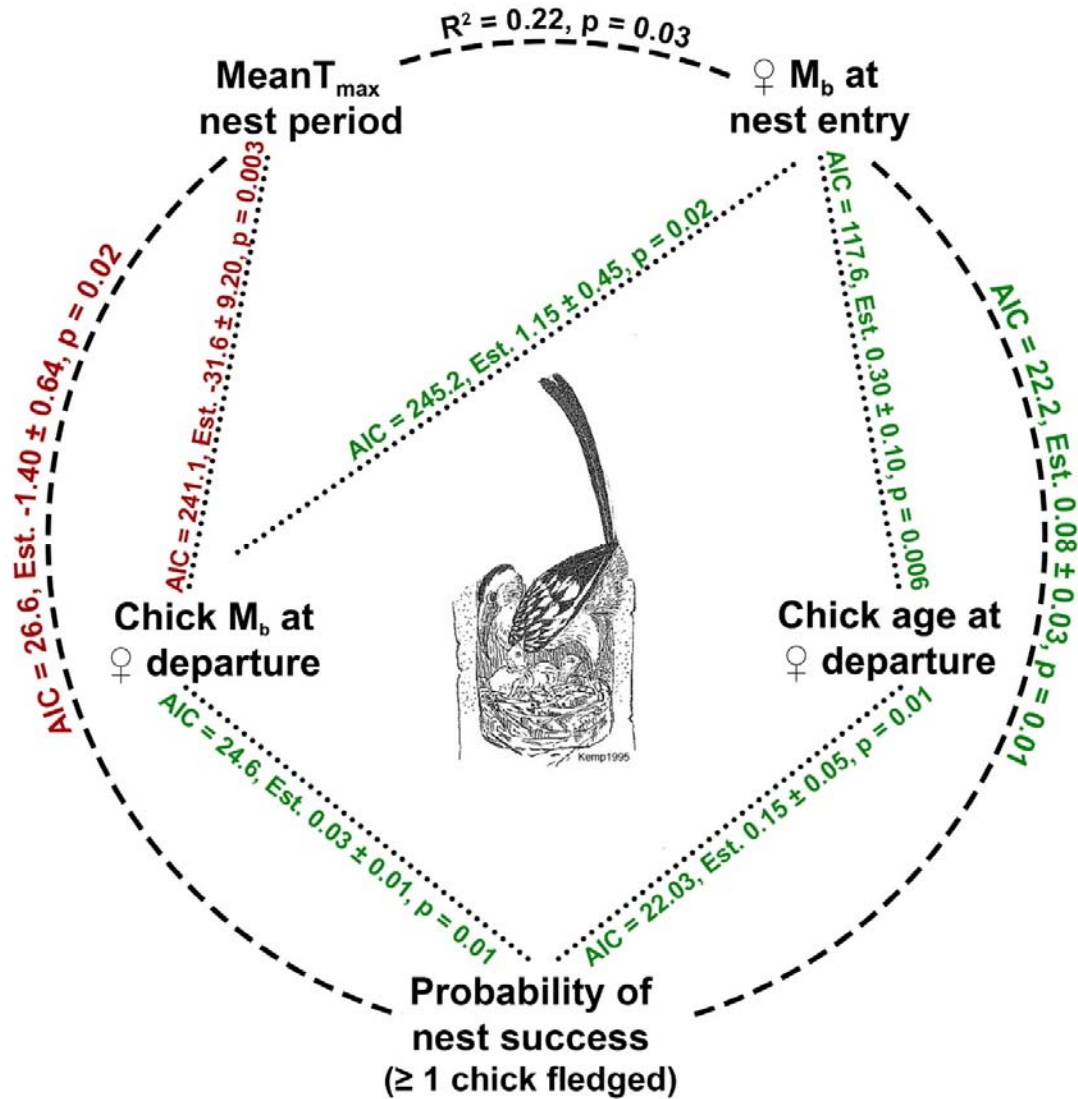 R² = 0.22, p = 0.03
MeanTmax
nest period
♀ Mb at
nest entry
AIC = 26.6, Est. -1.40 ± 0.64, p = 0.02
AIC = 241.1, Est. -31.6 ± 9.20, p = 0.003
AIC = 245.2, Est. 1.15 ± 0.45, p = 0.02
AIC = 117.6, Est. 0.30 ± 0.10, p = 0.006
AIC = 22.2, Est. 0.08 ± 0.03, p = 0.01
Chick Mb at
♀ departure
Chick age at
♀ departure
Kemp1995
AIC = 24.6, Est. 0.03 ± 0.01, p = 0.01
AIC = 22.03, Est. 0.15 ± 0.05, p = 0.01
Probability of
nest success
(≥ 1 chick fledged)